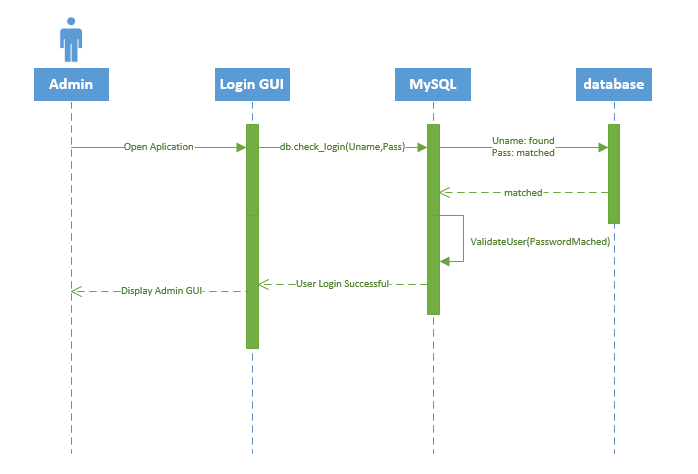 Admin
Login GUI
MySQL
database
Open Aplication
db.check_login(Uname,Pass)
Uname: found
Pass: matched
matched
ValidateUser(PasswordMached)
User Login Successful
Display Admin GUI